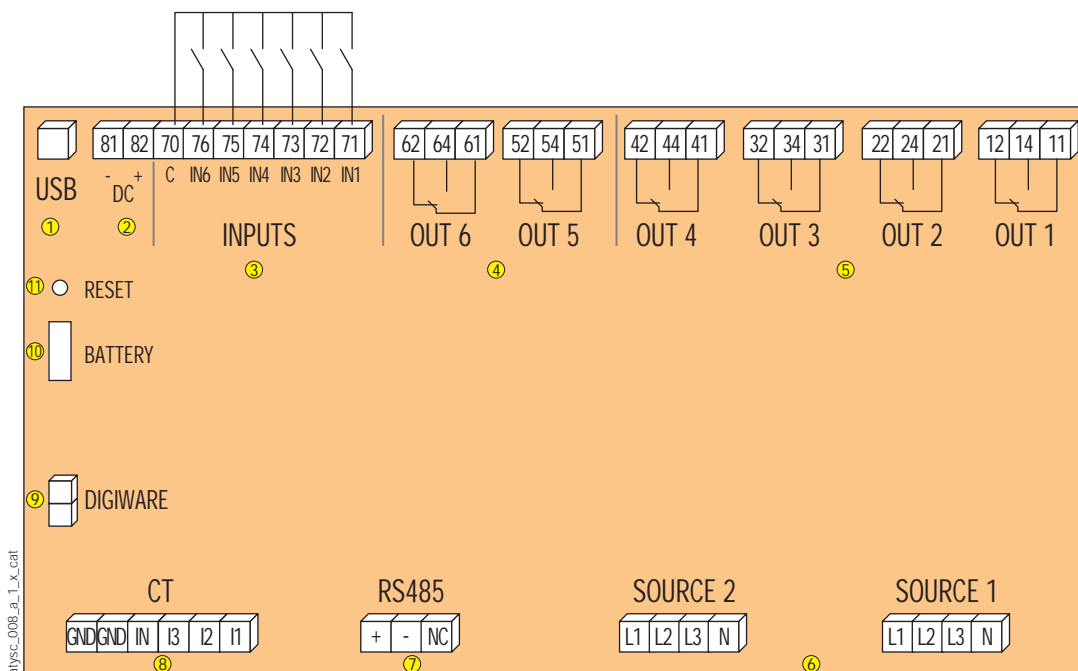 81 82 70 76 75 74 73 72 71 62 64 61 52 54 51 42 44 41 32 34 31 22 24 21 12 14 11
- + C IN6 IN5 IN4 IN3 IN2 IN1
USB DC
1 2 INPUTS OUT 6 OUT 5 OUT 4 OUT 3 OUT 2 OUT 1
3 4 5
11 RESET
10 BATTERY
9 DIGIWARE
CT RS485 SOURCE 2 SOURCE 1
GND GND IN I3 I2 I1 + - NC L1 L2 L3 N L1 L2 L3 N
8 7 6